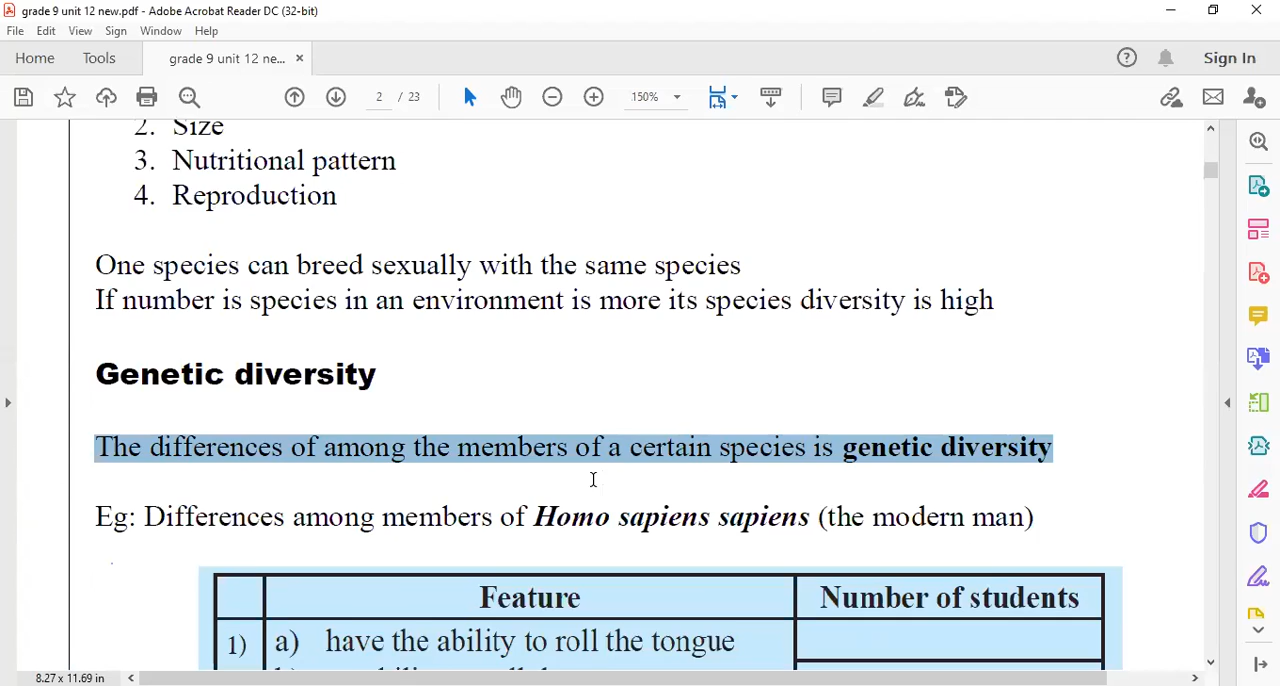 grade 9 unit 12 new.pdf - Adobe Acrobat Reader DC (32-bit)
File Edit View Sign Window Help
Home Tools grade 9 unit 12 ne... × Sign In
2 / 23 150%
2. Size
3. Nutritional pattern
4. Reproduction
One species can breed sexually with the same species
If number is species in an environment is more its species diversity is high
Genetic diversity
The differences of among the members of a certain species is genetic diversity
Eg: Differences among members of Homo sapiens sapiens (the modern man)
Feature Number of students
1) a) have the ability to roll the tongue
8.27 x 11.69 in